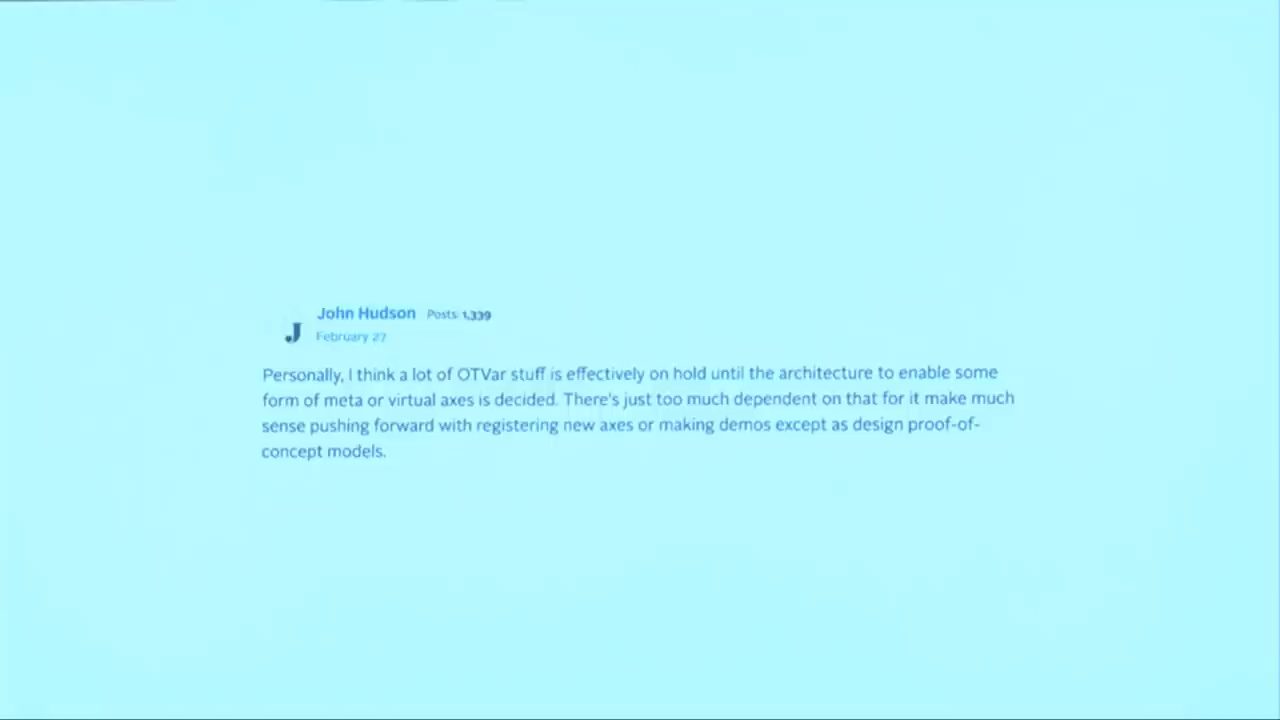 John Hudson Posts: 1,339
J
February 27
Personally, I think a lot of OTVar stuff is effectively on hold until the architecture to enable some
form of meta or virtual axes is decided. There's just too much dependent on that for it make much
sense pushing forward with registering new axes or making demos except as design proof-of-
concept models.